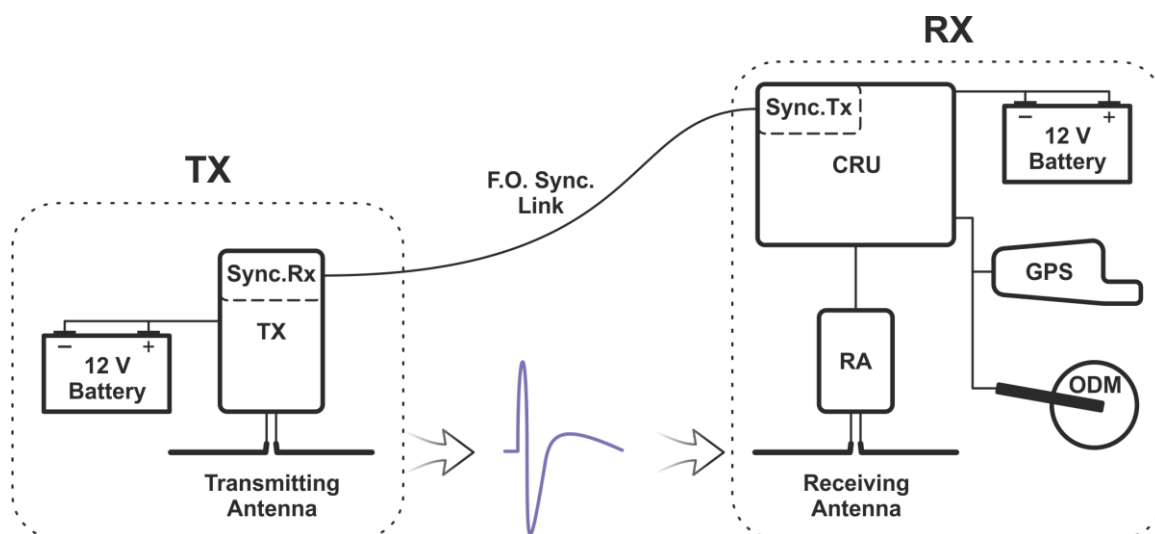 RX
Sync.Tx
CRU
− +
12 V
Battery
TX
F.O. Sync.
Link
Sync.Rx
TX
− +
12 V
Battery
GPS
RA
ODM
Transmitting
Antenna
Receiving
Antenna